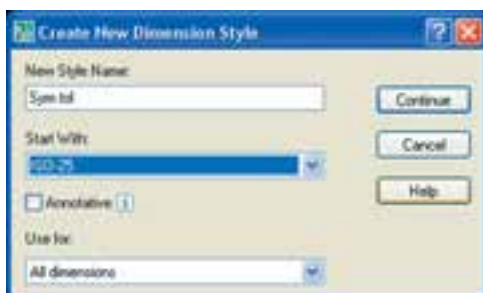 Create New Dimension Style
New Style Name:
Sym tol
Continue
Start With:
ISO-25
Cancel
Annotative
Help
Use for:
All dimensions